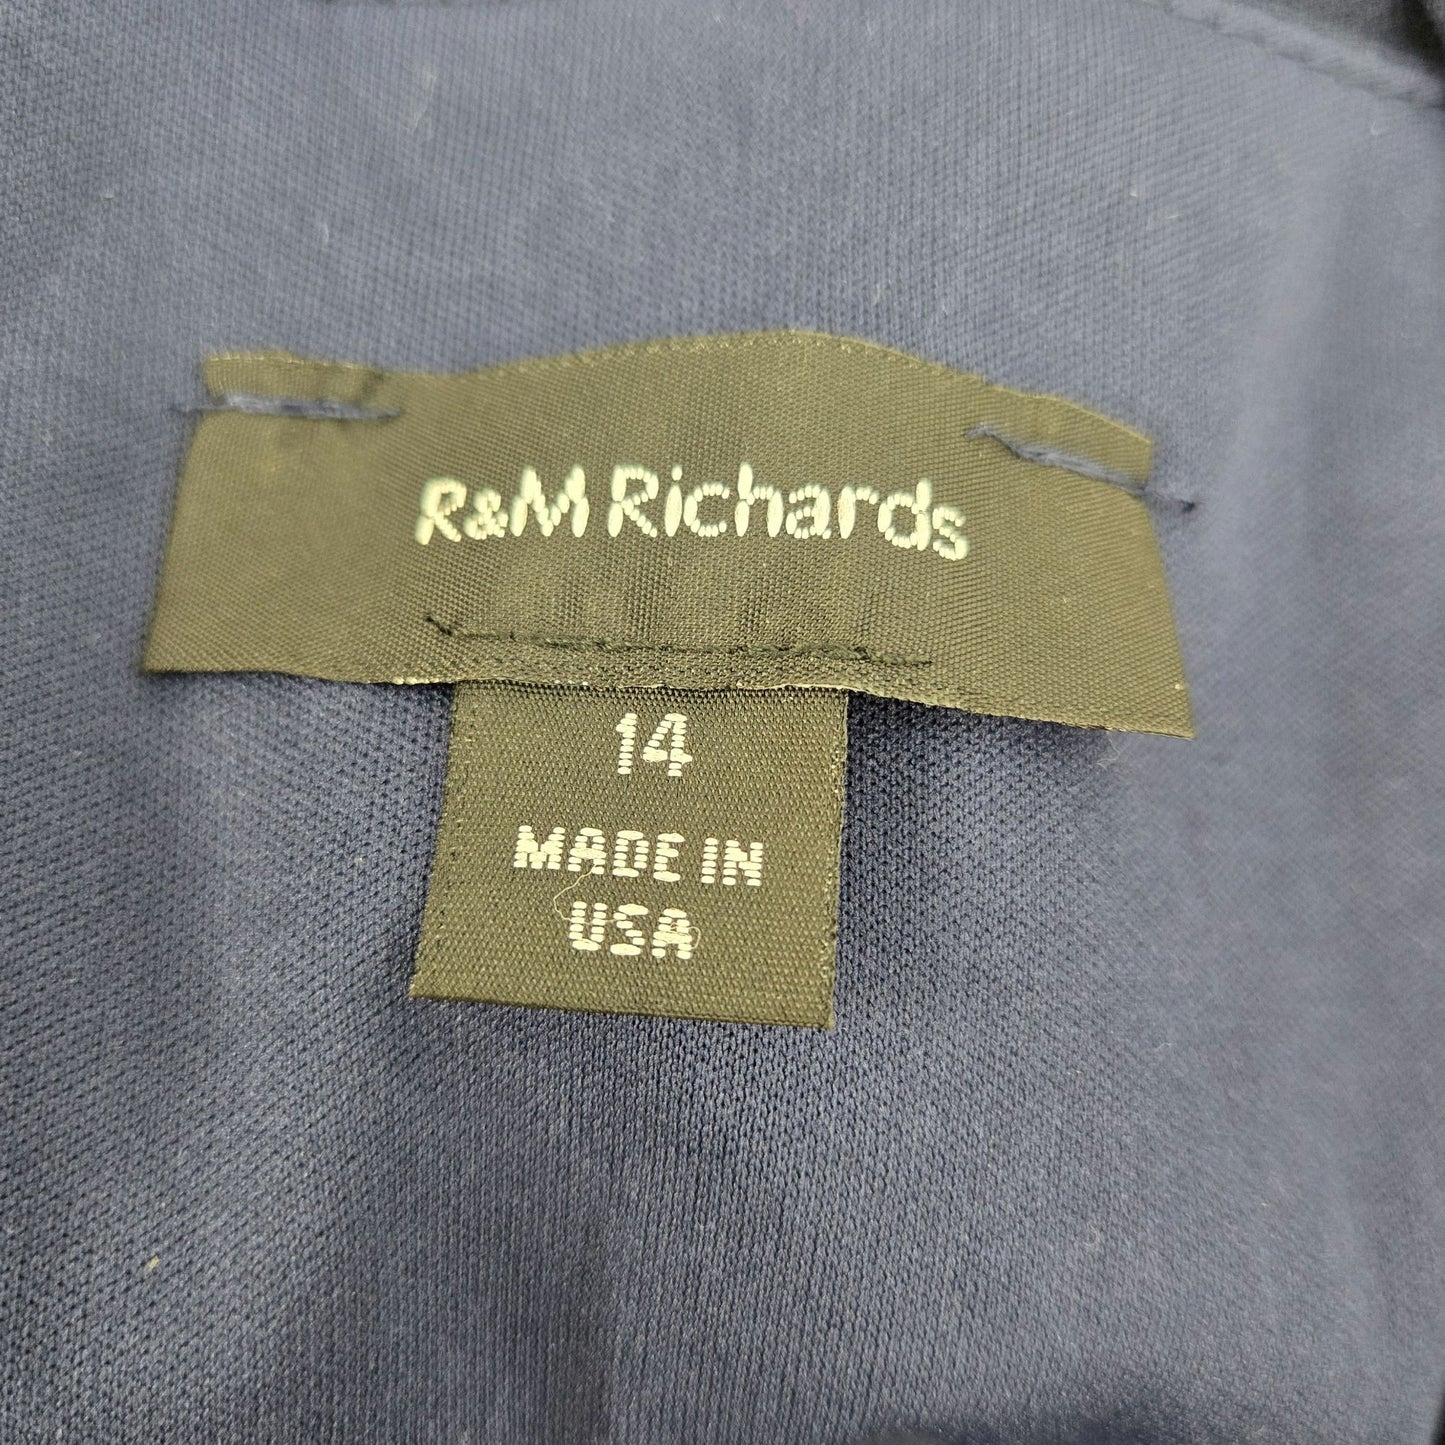 R&M Richards
14
MADE IN
USA